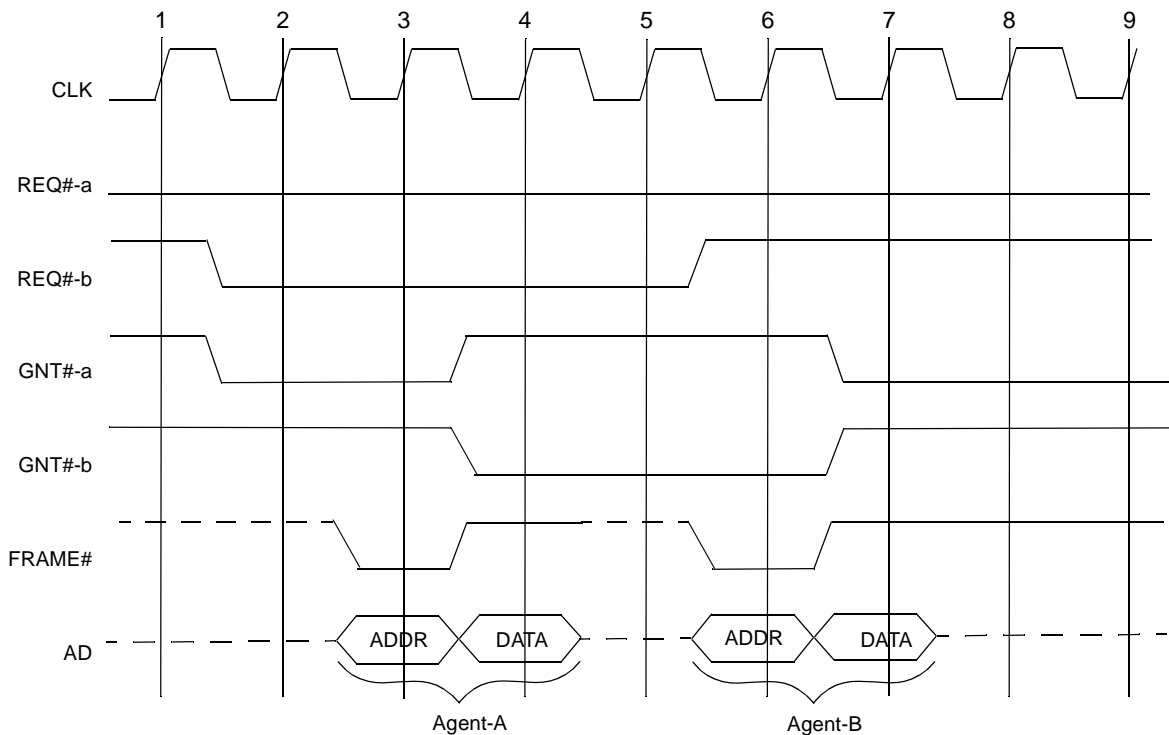 1 2 3 4 5 6 7 8 9
CLK
REQ#-a
REQ#-b
GNT#-a
GNT#-b
FRAME#
AD
ADDR DATA ADDR DATA
Agent-A Agent-B